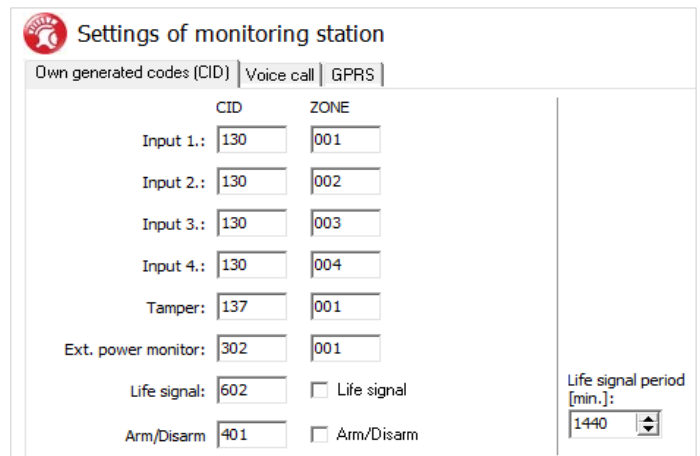 Settings of monitoring station
Own generated codes (CID) Voice call GPRS
CID ZONE
Input 1.: 130 001
Input 2.: 130 002
Input 3.: 130 003
Input 4.: 130 004
Tamper: 137 001
Ext. power monitor: 302 001
Life signal: 602 Life signal
Arm/Disarm 401 Arm/Disarm
Life signal period
[min.]:
1440